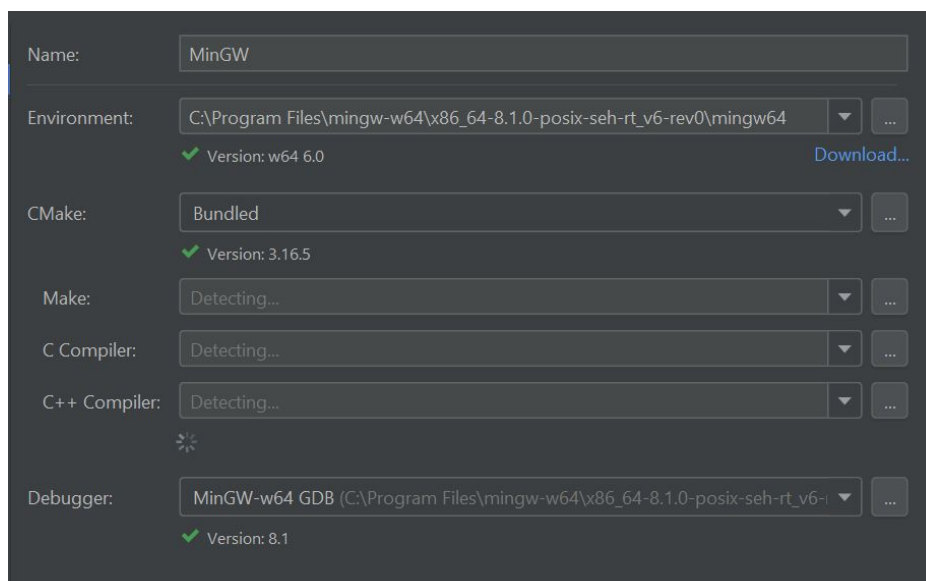 Name: MinGW
Environment: C:\Program Files\mingw-w64\x86_64-8.1.0-posix-seh-rt_v6-rev0\mingw64 ...
Version: w64 6.0 Download...
CMake: Bundled ...
Version: 3.16.5
Make: Detecting... ...
C Compiler: Detecting... ...
C++ Compiler: Detecting... ...
Debugger: MinGW-w64 GDB (C:\Program Files\mingw-w64\x86_64-8.1.0-posix-seh-rt_v6- ...
Version: 8.1